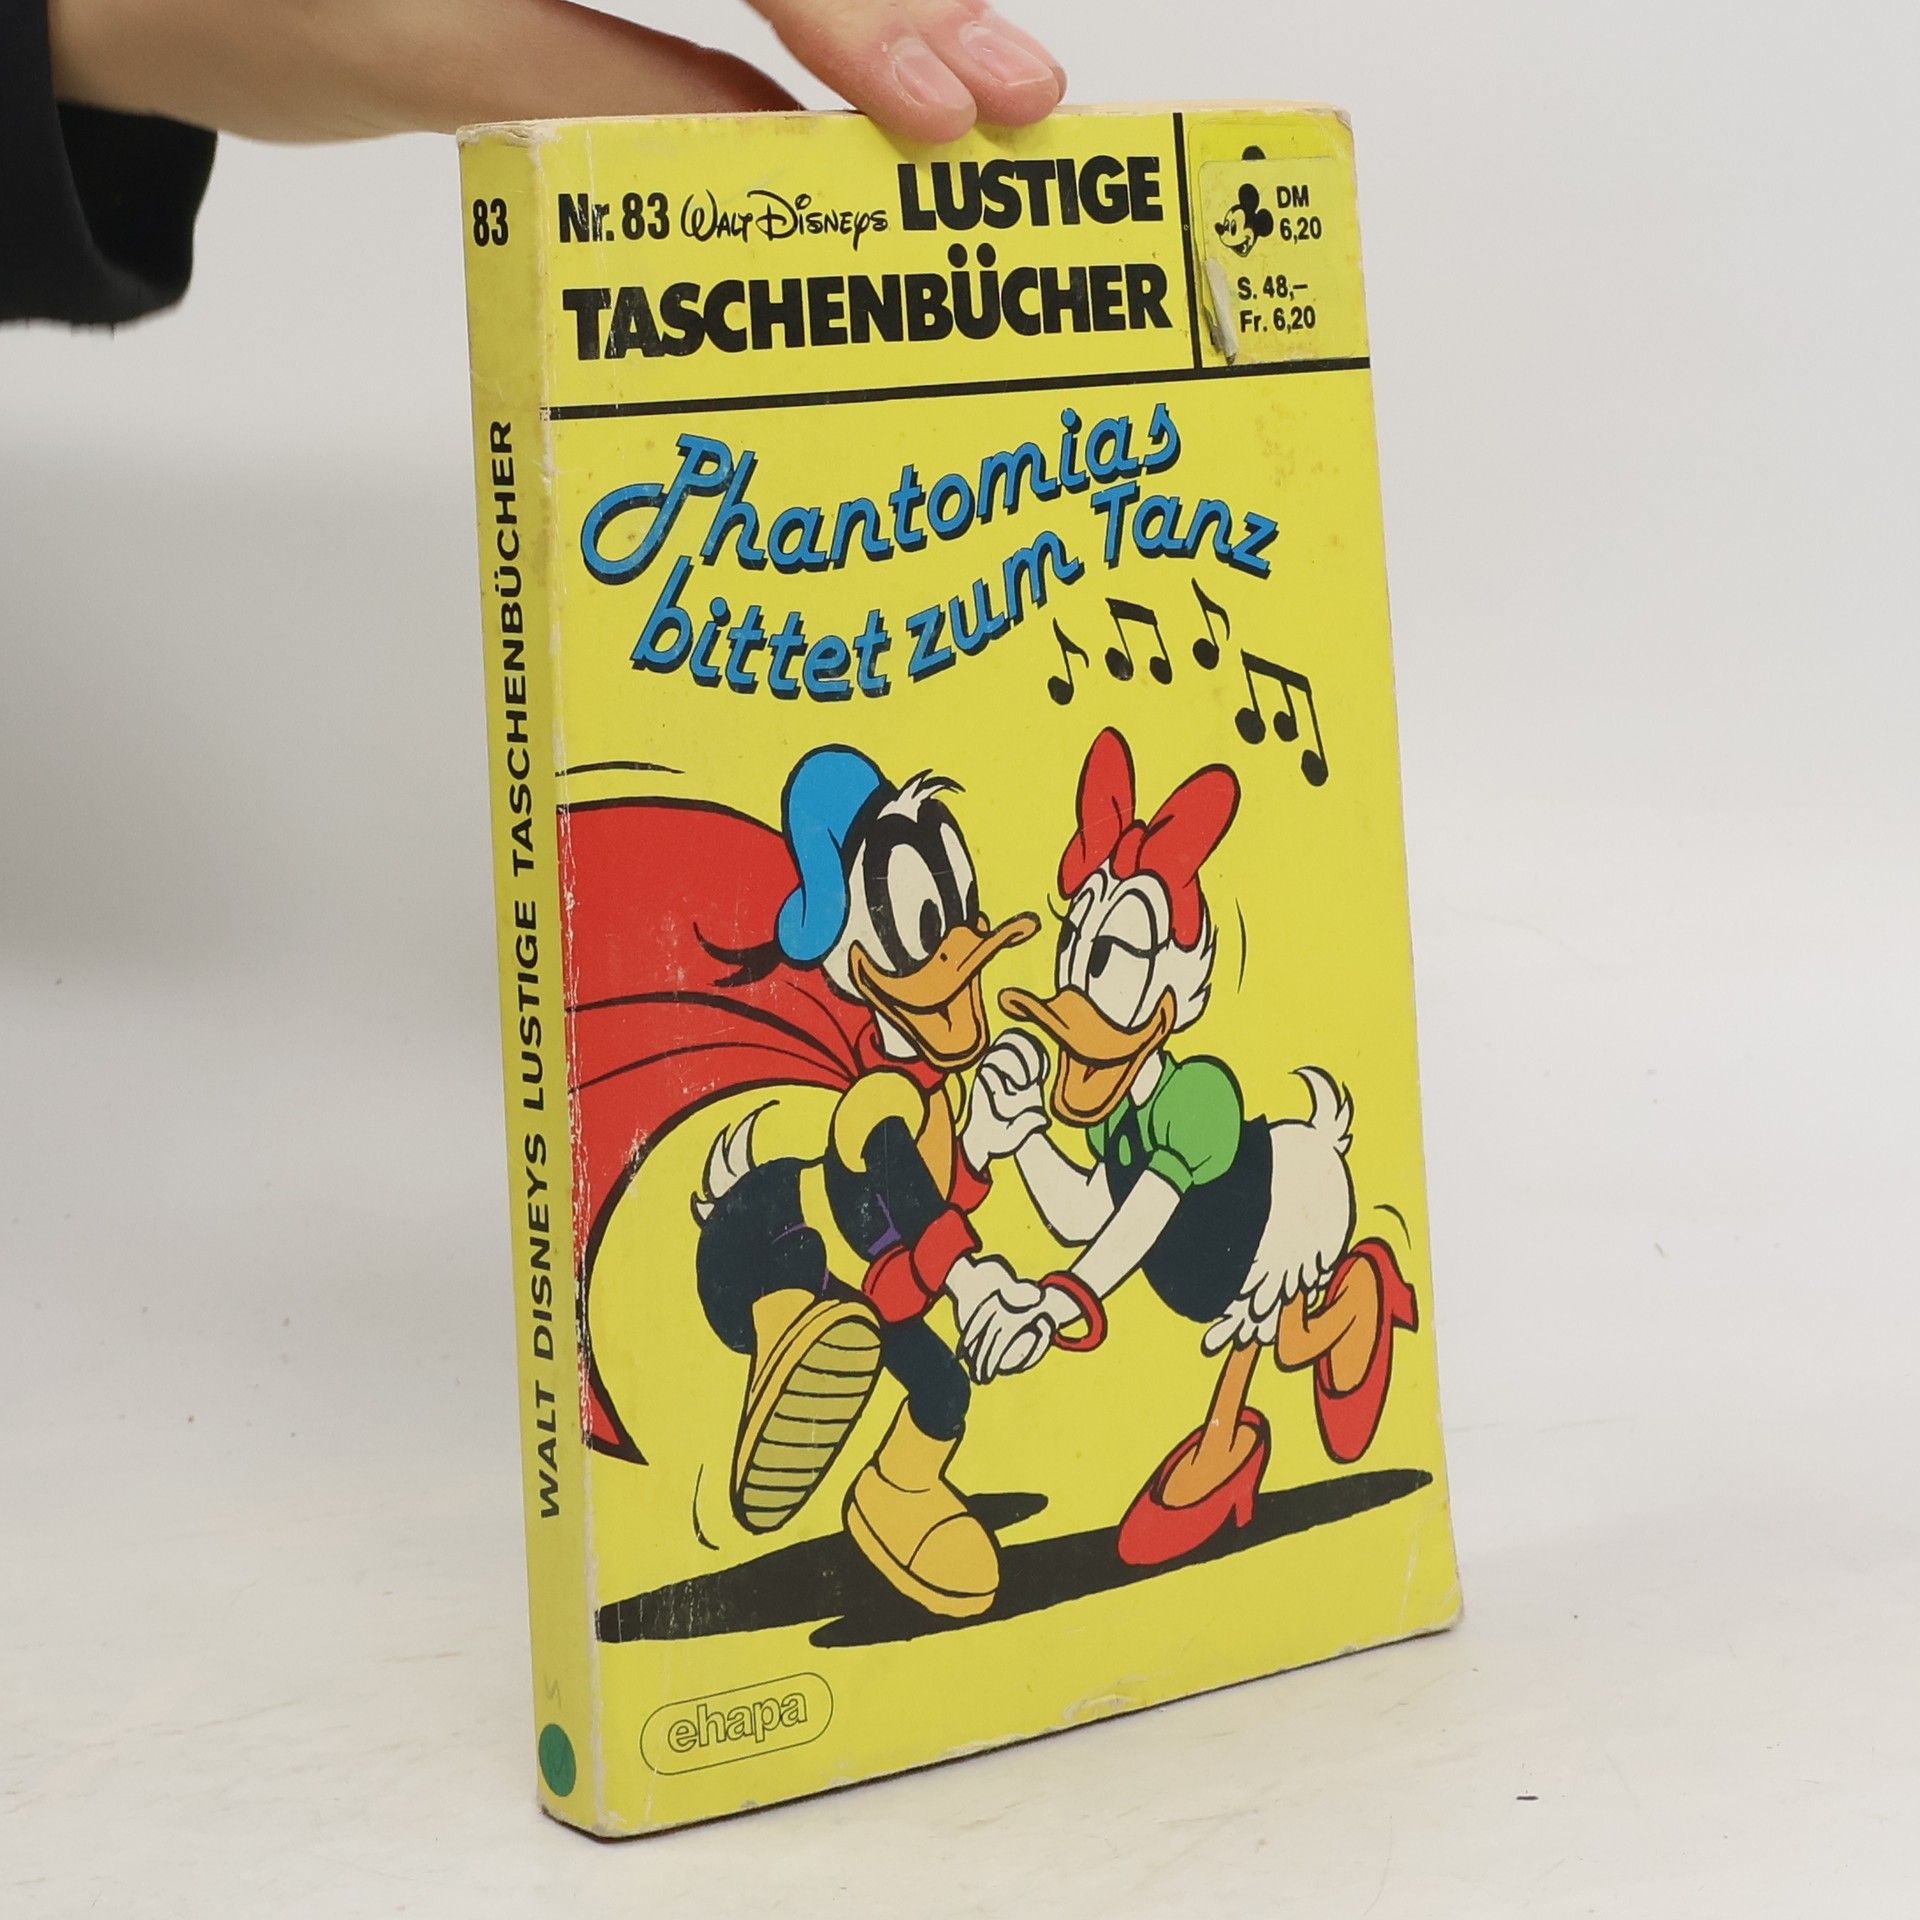 83
Nr. 83 Walt Disneys LUSTIGE
TASCHENBÜCHER
DM
6,20
S. 48,-
Fr. 6,20
Phantomias
bittet zum Tanz
WALT DISNEYS LUSTIGE TASCHENBÜCHER
ehapa